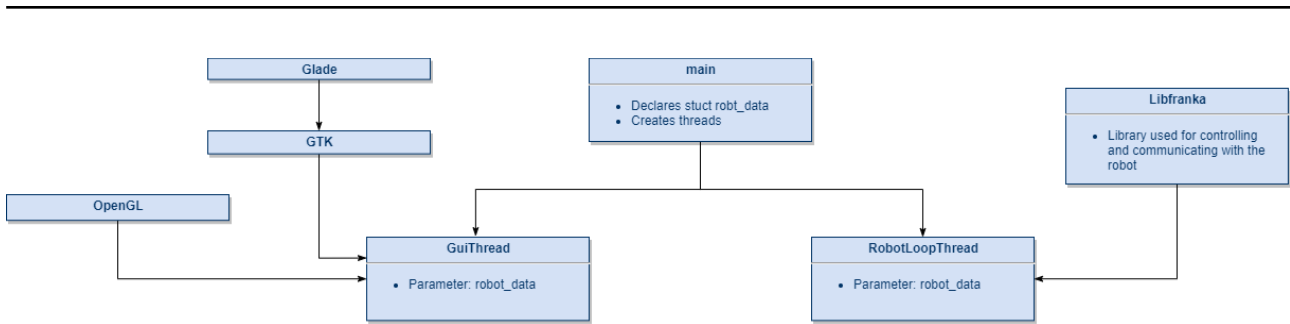 Glade
main
Declares stuct robt_data
Creates threads
Libfranka
Library used for controlling
and communicating with the
robot
GTK
OpenGL
GuiThread
Parameter: robot_data
RobotLoopThread
Parameter: robot_data